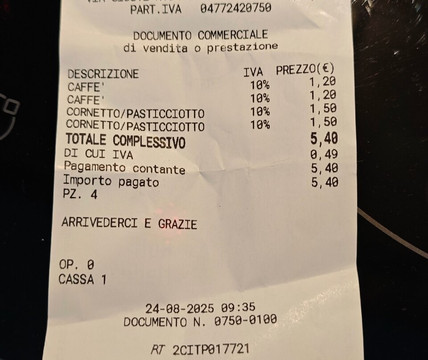 PART.IVA 04772420750
DOCUMENTO COMMERCIALE
di vendita o prestazione
DESCRIZIONE IVA PREZZO(€)
CAFFE' 10% 1,20
CAFFE' 10% 1,20
CORNETTO/PASTICCIOTTO 10% 1,50
CORNETTO/PASTICCIOTTO 10% 1,50
TOTALE COMPLESSIVO 5,40
DI CUI IVA 0,49
Pagamento contante 5,40
Importo pagato 5,40
PZ. 4
ARRIVEDERCI E GRAZIE
OP. 0
CASSA 1
24-08-2025 09:35
DOCUMENTO N. 0750-0100
RT 2CITP017721